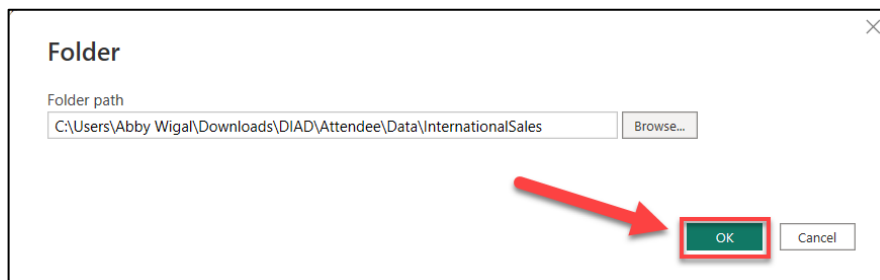 Folder
Folder path
C:\Users\Abby Wigal\Downloads\DIAD\Attendee\Data\InternationalSales
Browse...
OK
Cancel